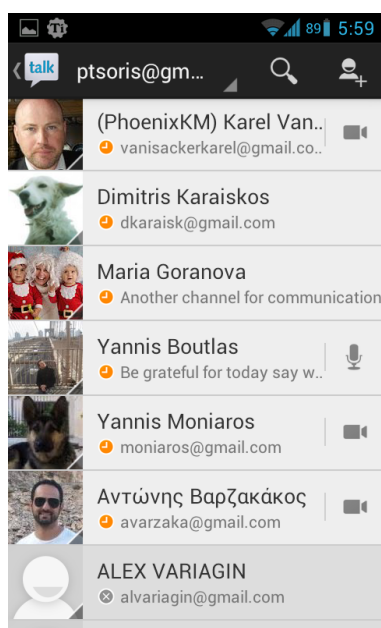 89 5:59
talk ptsoris@gm...
(PhoenixKM) Karel Van..
vanisackerkarel@gmail.co..
Dimitris Karaiskos
dkaraisk@gmail.com
Maria Goranova
Another channel for communication
Yannis Boutlas
Be grateful for today say w..
Yannis Moniaros
moniaros@gmail.com
Αντώνης Βαρζακάκος
avarzaka@gmail.com
ALEX VARIAGIN
alvariagin@gmail.com